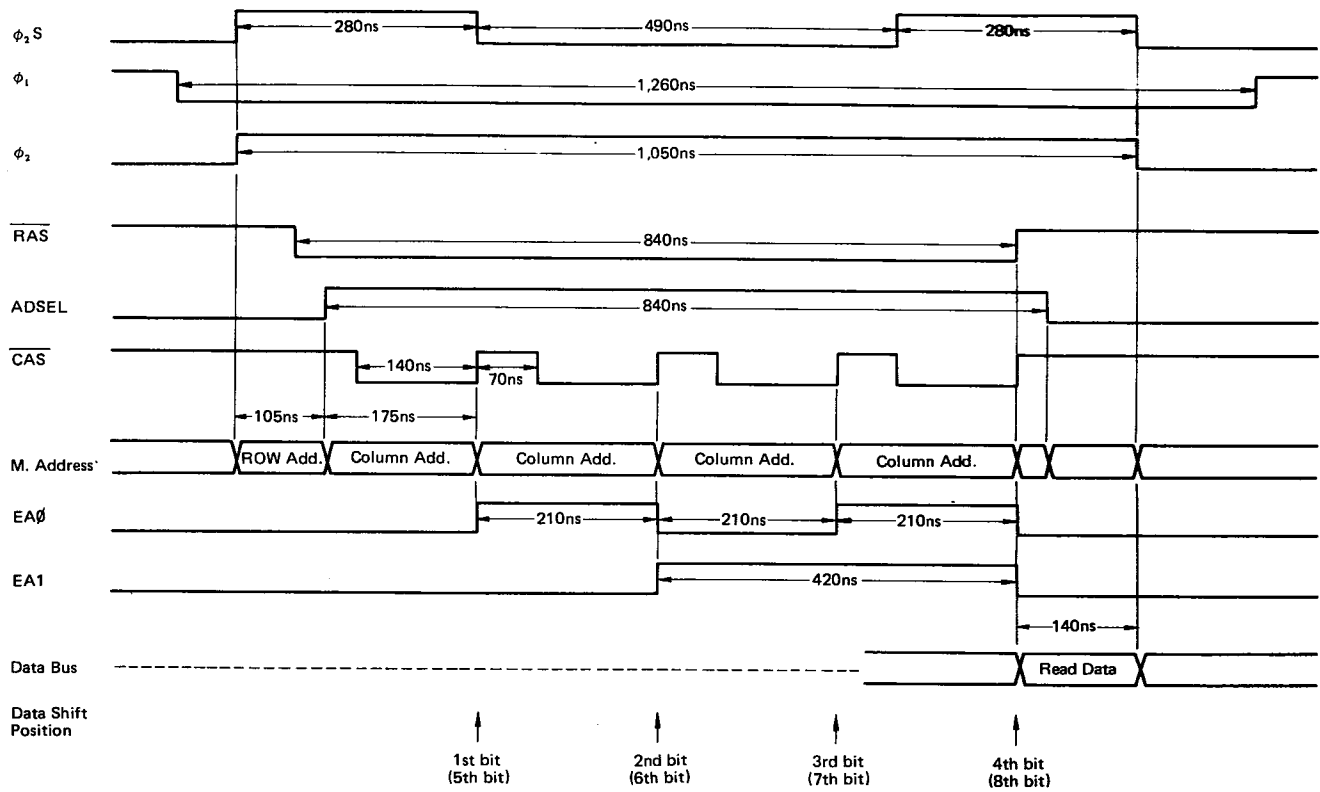 φ₂S
280ns 490ns 280ns
φ₁
1,260ns
φ₂
1,050ns
RAS
840ns
ADSEL
840ns
CAS
140ns
70ns
105ns 175ns
M. Address
ROW Add. Column Add. Column Add. Column Add. Column Add.
EAØ
210ns 210ns 210ns
EA1
420ns
140ns
Data Bus
Read Data
Data Shift
Position
1st bit 2nd bit 3rd bit 4th bit
(5th bit) (6th bit) (7th bit) (8th bit)